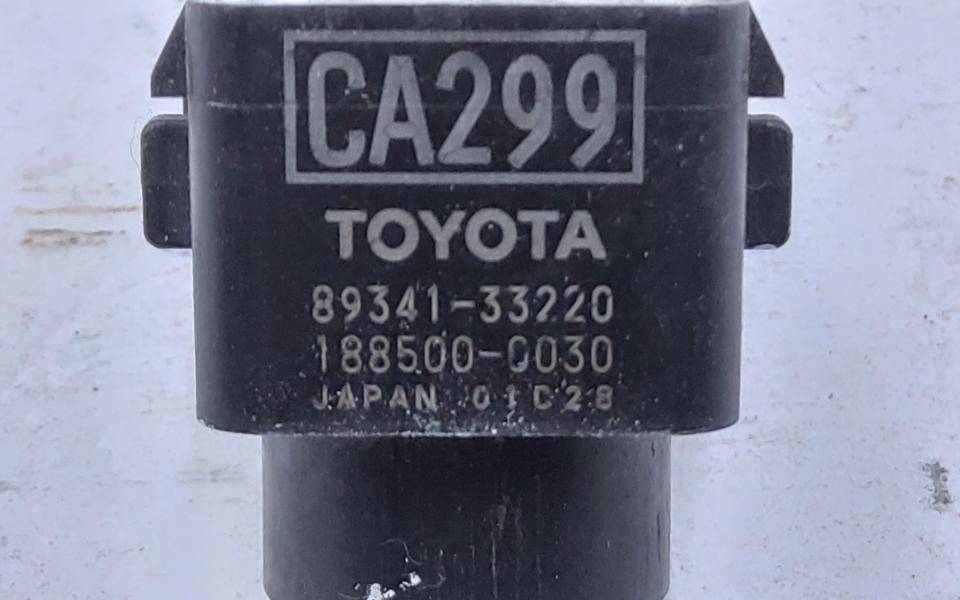 CA299
TOYOTA
89341-33220
188500-0030
JAPAN 01C28